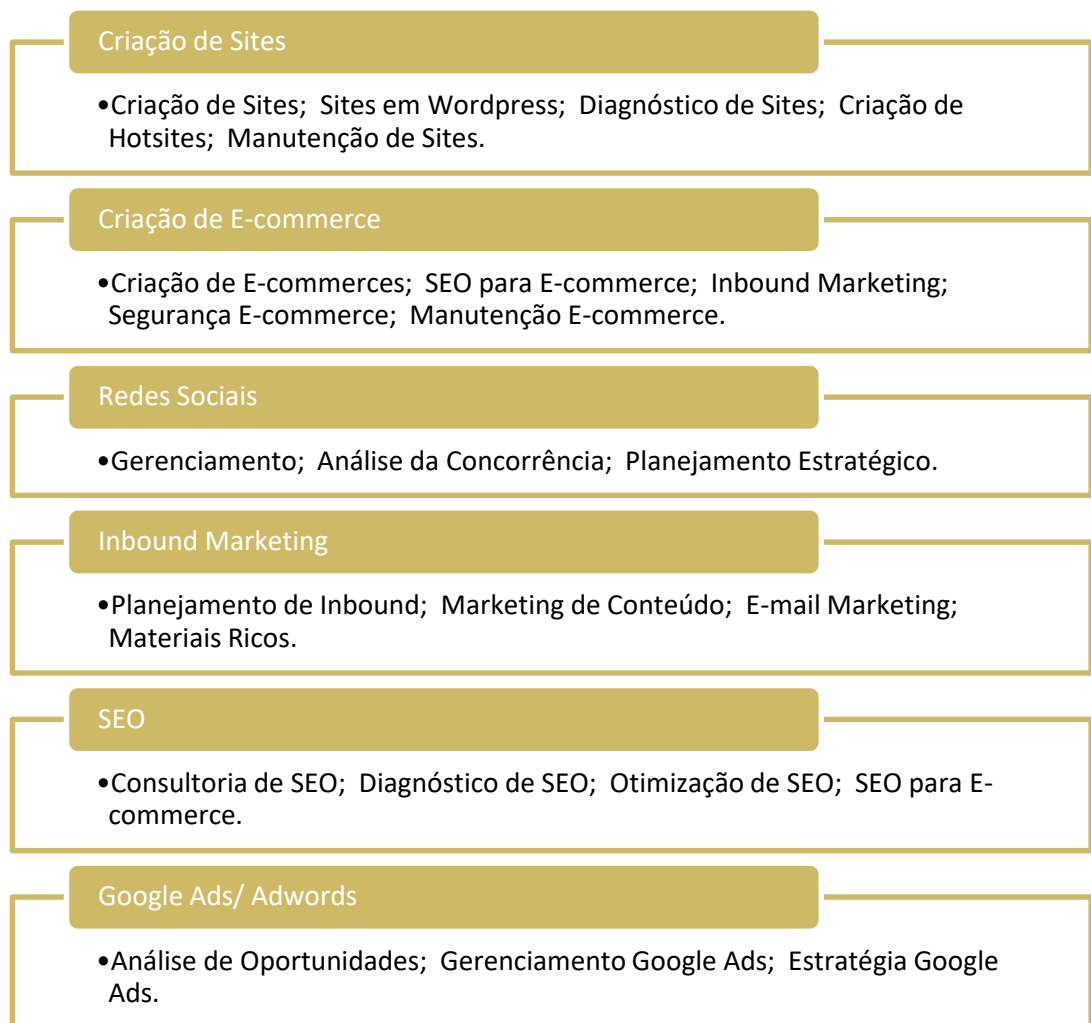 Criação de Sites
•Criação de Sites; Sites em Wordpress; Diagnóstico de Sites; Criação de
Hotsites; Manutenção de Sites.
Criação de E-commerce
•Criação de E-commerces; SEO para E-commerce; Inbound Marketing;
Segurança E-commerce; Manutenção E-commerce.
Redes Sociais
•Gerenciamento; Análise da Concorrência; Planejamento Estratégico.
Inbound Marketing
•Planejamento de Inbound; Marketing de Conteúdo; E-mail Marketing;
Materiais Ricos.
SEO
•Consultoria de SEO; Diagnóstico de SEO; Otimização de SEO; SEO para E-
commerce.
Google Ads/ Adwords
•Análise de Oportunidades; Gerenciamento Google Ads; Estratégia Google
Ads.